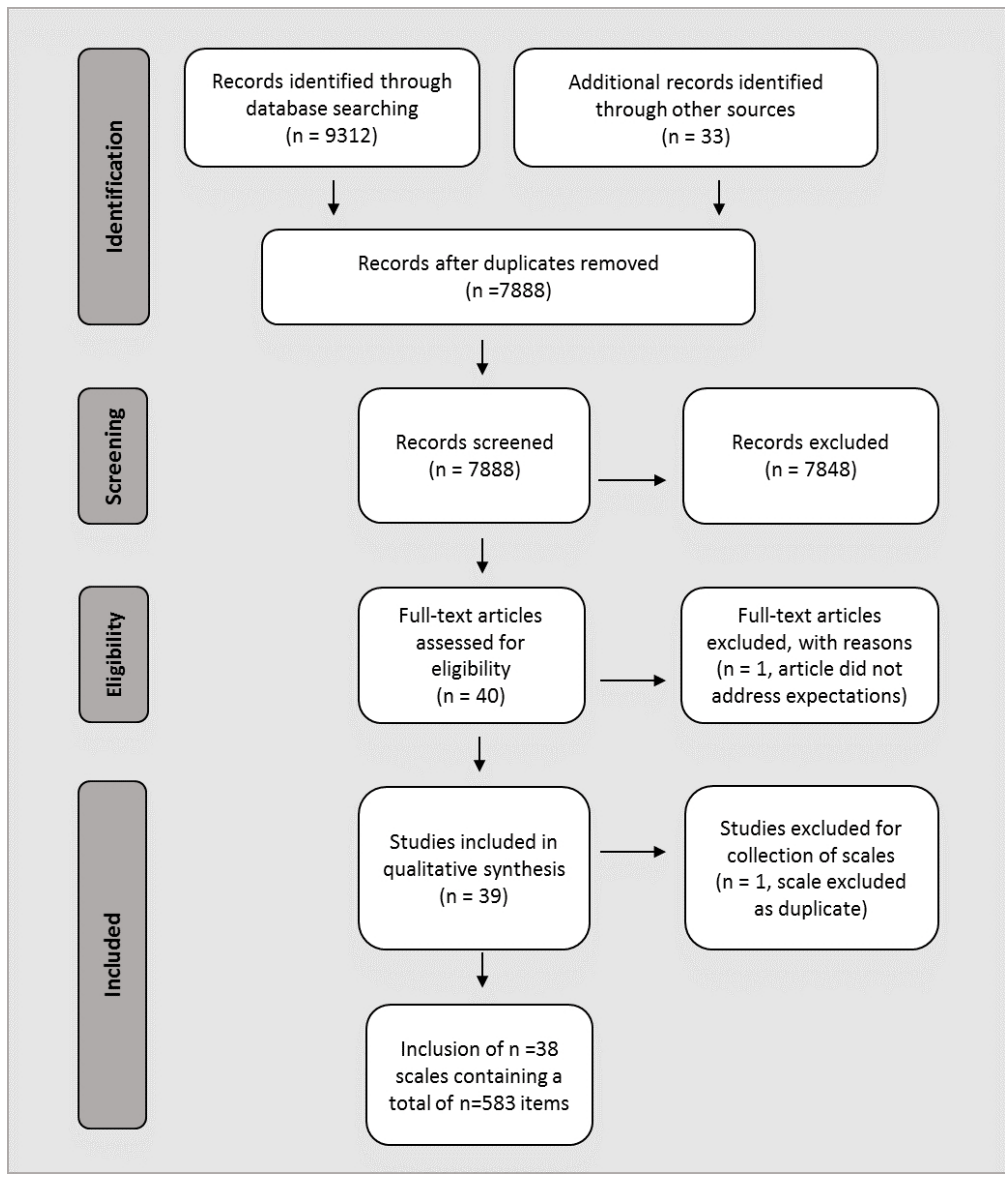 Identification
Records identified through
database searching
(n = 9312)
Additional records identified
through other sources
(n = 33)
Records after duplicates removed
(n =7888)
Screening
Records screened
(n = 7888)
Records excluded
(n = 7848)
Eligibility
Full-text articles
assessed for
eligibility
(n = 40)
Full-text articles
excluded, with reasons
(n = 1, article did not
address expectations)
Included
Studies included in
qualitative synthesis
(n = 39)
Studies excluded for
collection of scales
(n = 1, scale excluded
as duplicate)
Inclusion of n =38
scales containing a
total of n=583 items